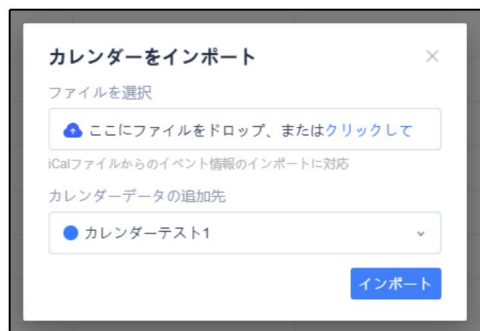 カレンダーをインポート
ファイルを選択
ここにファイルをドロップ、またはクリックして
iCalファイルからのイベント情報のインポートに対応
カレンダーデータの追加先
カレンダーテスト1
インポート